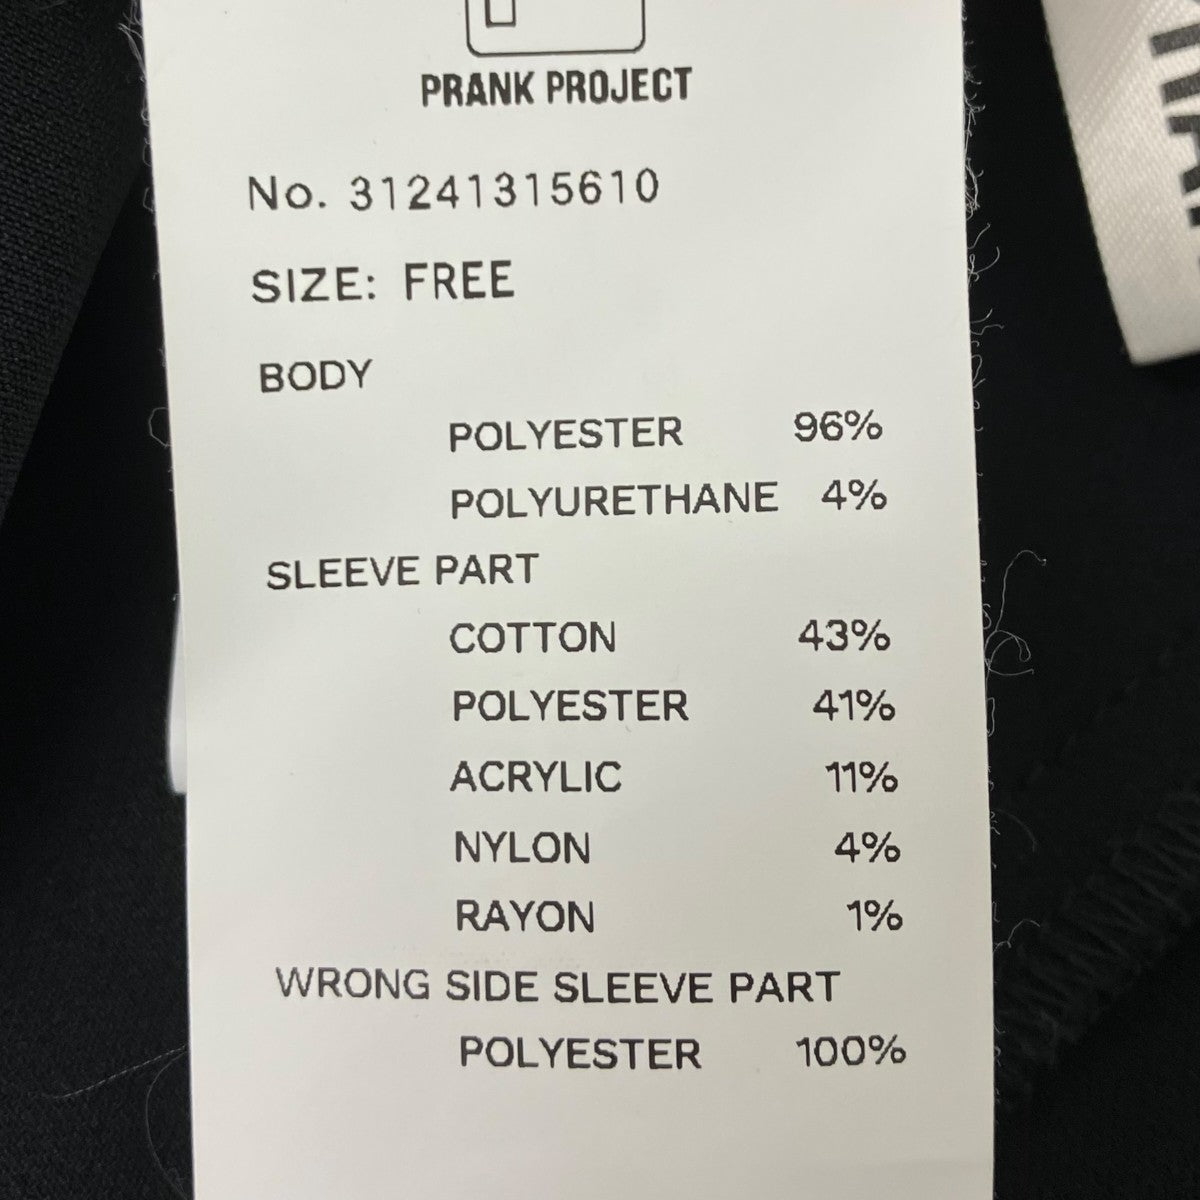 PRANK PROJECT
No. 31241315610
SIZE: FREE
BODY
POLYESTER 96%
POLYURETHANE 4%
SLEEVE PART
COTTON 43%
POLYESTER 41%
ACRYLIC 11%
NYLON 4%
RAYON 1%
WRONG SIDE SLEEVE PART
POLYESTER 100%